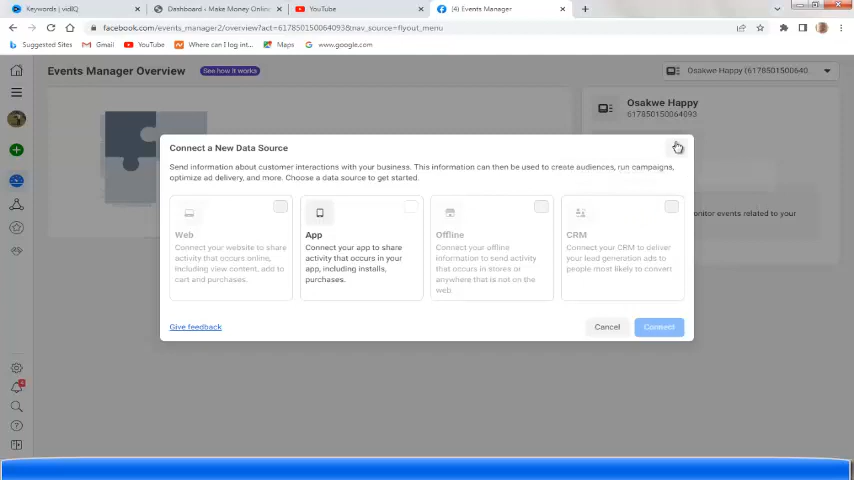 Keywords | vidIQ
Dashboard - Make Money Online
YouTube
(4) Events Manager
facebook.com/events_manager2/overview?act=617850150064093&nav_source=flyout_menu
Suggested Sites
Gmail
YouTube
Where can I log int...
Maps
www.google.com
Events Manager Overview
See how it works
Osakwe Happy (6178501500640...
Osakwe Happy
6178501500640093
Connect a New Data Source
Send information about customer interactions with your business. This information can then be used to create audiences, run campaigns,
optimize ad delivery, and more. Choose a data source to get started.
monitor events related to your
Web
Connect your website to share
activity that occurs online,
including view content, add to
cart and purchases.
App
Connect your app to share
activity that occurs in your
app, including installs,
purchases.
Offline
Connect your offline
information to send activity
that occurs in stores or
anywhere that is not on the
web
CRM
Connect your CRM to deliver
your lead generation ads to
people most likely to convert
Give feedback
Cancel
Connect